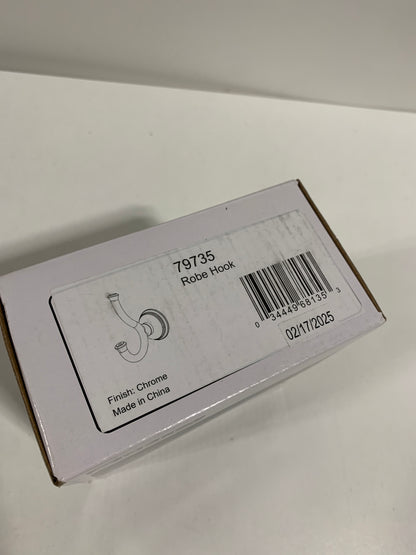 79735
Robe Hook
0 34449 68135 3
02/17/2025
Finish: Chrome
Made in China